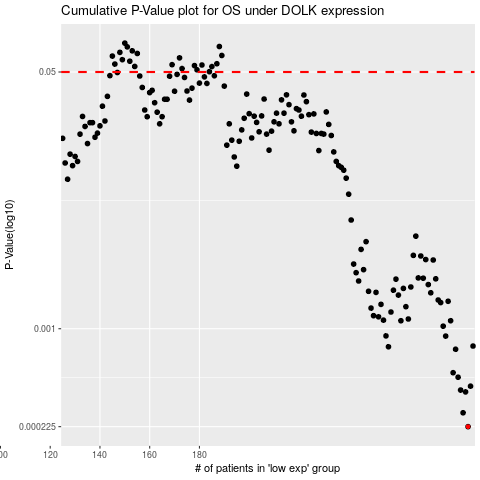 Cumulative P-Value plot for OS under DOLK expression
P-Value(log10)
0.05
0.001
0.000225
00 120 140 160 180
# of patients in 'low exp' group